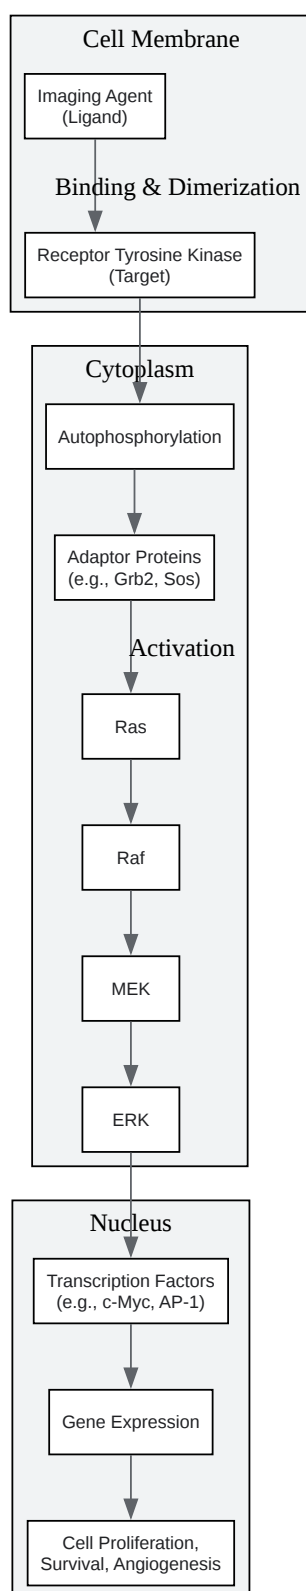 Cell Membrane
Imaging Agent
(Ligand)
Binding & Dimerization
Receptor Tyrosine Kinase
(Target)
Cytoplasm
Autophosphorylation
Adaptor Proteins
(e.g., Grb2, Sos)
Activation
Ras
Raf
MEK
ERK
Nucleus
Transcription Factors
(e.g., c-Myc, AP-1)
Gene Expression
Cell Proliferation,
Survival, Angiogenesis